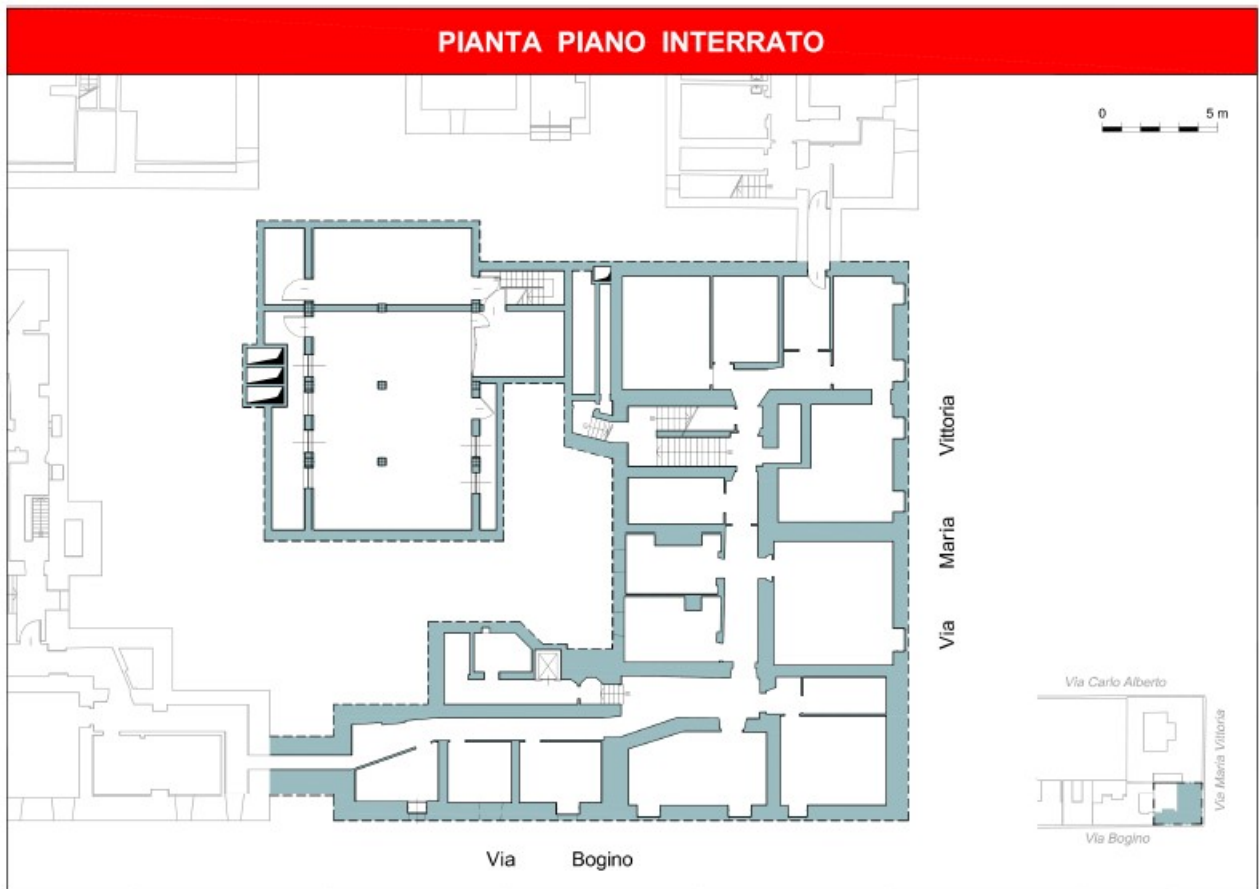 PIANTA PIANO INTERRATO
0 5 m
Via Maria Vittoria
Via Bogino
Via Carlo Alberto
Via Maria Vittoria
Via Bogino